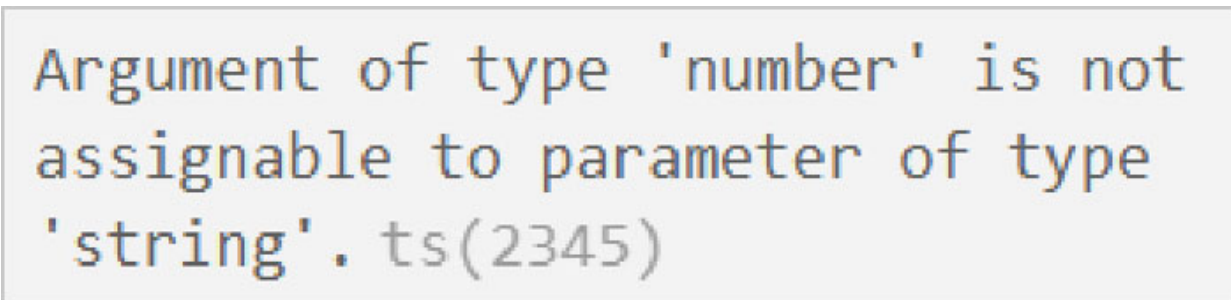 Argument of type 'number' is not
assignable to parameter of type
'string'. ts(2345)